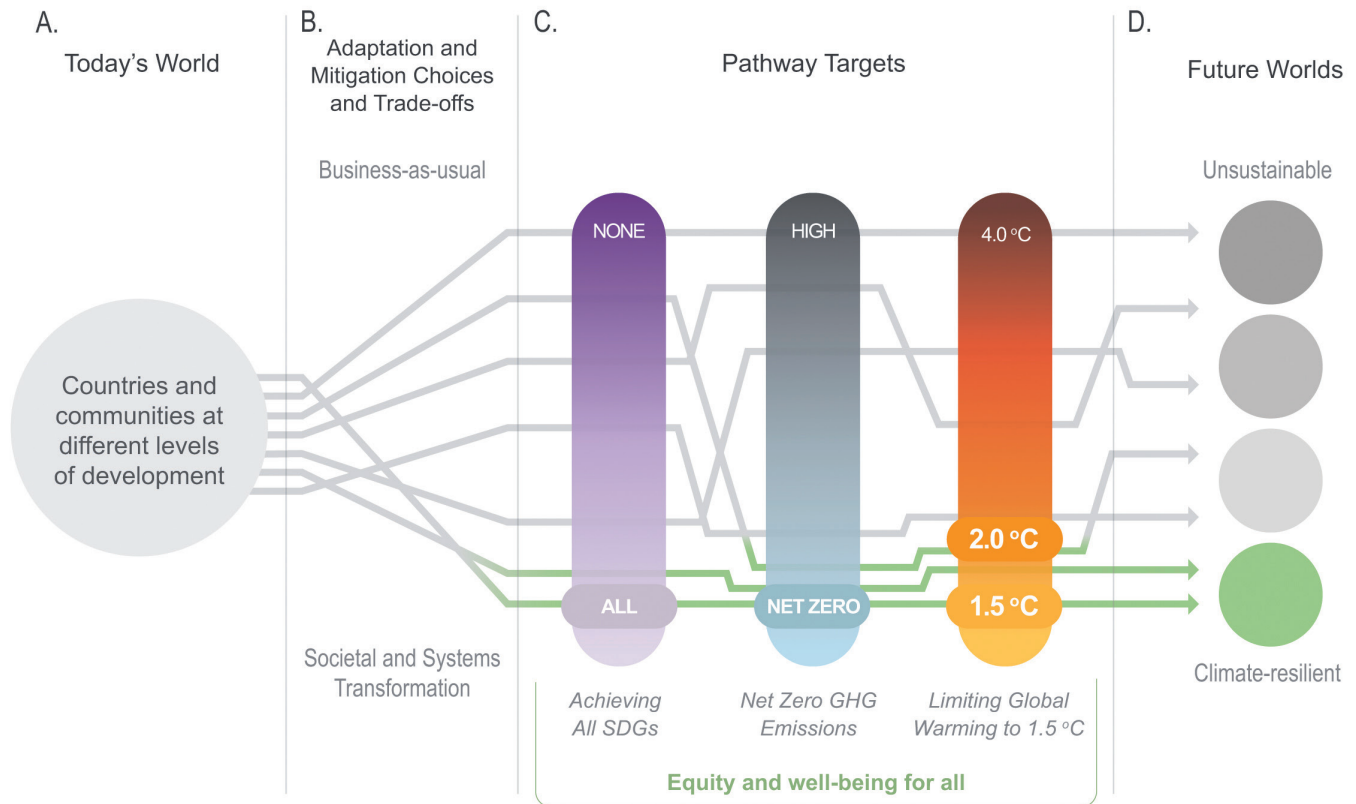 A.
Today's World
B.
Adaptation and
Mitigation Choices
and Trade-offs
C.
Pathway Targets
D.
Future Worlds
Business-as-usual
Unsustainable
NONE
HIGH
4.0 °C
Countries and
communities at
different levels
of development
2.0 °C
ALL
NET ZERO
1.5 °C
Societal and Systems
Transformation
Climate-resilient
Achieving
All SDGs
Net Zero GHG
Emissions
Limiting Global
Warming to 1.5 °C
Equity and well-being for all